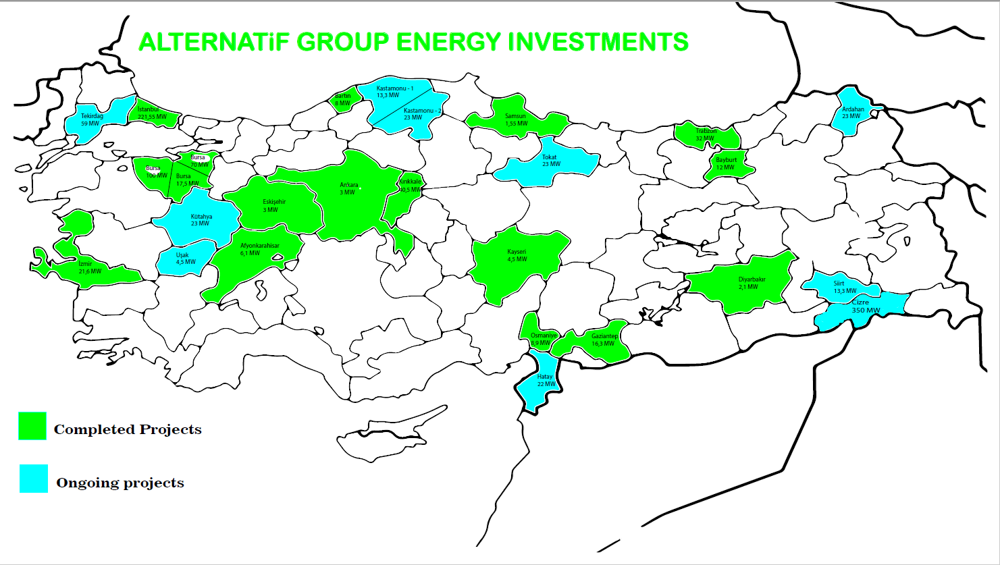 ALTERNATiF GROUP ENERGY INVESTMENTS
Kastamonu - 1
13,3 MW
Bartın
8 MW
Kastamonu - 2
23 MW
İstanbul
221,55 MW
Tekirdağ
59 MW
Samsun
1,55 MW
Ardahan
23 MW
Trabzon
32 MW
Bursa
70 MW
Bursa
100 MW
Bursa
17,5 MW
Tokat
23 MW
Bayburt
12 MW
Ankara
3 MW
Kırıkkale
40,5 MW
Eskişehir
3 MW
Kütahya
23 MW
Afyonkarahisar
6,1 MW
Uşak
4,5 MW
Kayseri
4,5 MW
İzmir
21,6 MW
Diyarbakır
2,1 MW
Siirt
13,3 MW
Cizre
350 MW
Osmaniye
8,9 MW
Gaziantep
16,3 MW
Hatay
22 MW
Completed Projects
Ongoing projects